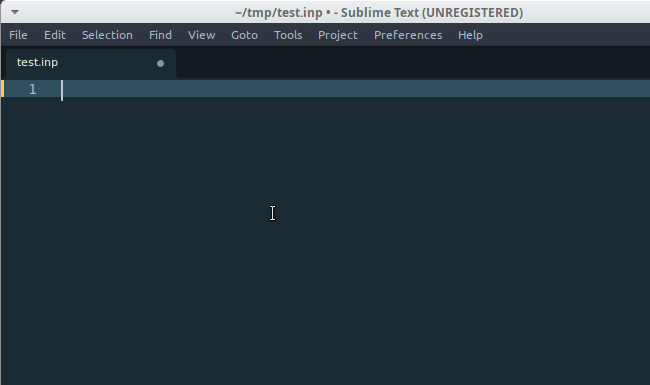 ~/tmp/test.inp • - Sublime Text (UNREGISTERED)
File Edit Selection Find View Goto Tools Project Preferences Help
test.inp
1